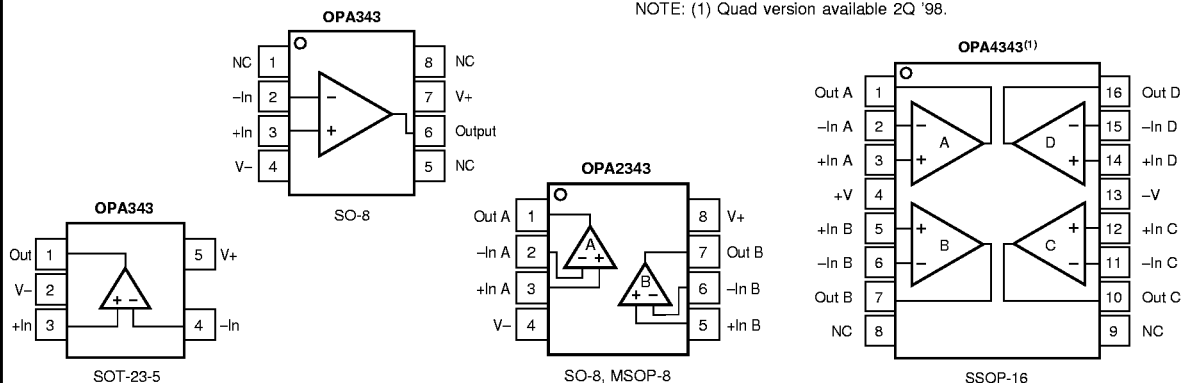 NOTE: (1) Quad version available 2Q '98.
OPA343
NC 1
–In 2
+In 3
V– 4
8 NC
7 V+
6 Output
5 NC
–
+
SO-8
OPA343
Out 1
V– 2
+In 3
5 V+
4 –In
+ –
SOT-23-5
OPA2343
Out A 1
–In A 2
+In A 3
V– 4
8 V+
7 Out B
6 –In B
5 +In B
A
– +
B
+ –
SO-8, MSOP-8
OPA4343(1)
Out A 1
–In A 2
+In A 3
+V 4
+In B 5
–In B 6
Out B 7
NC 8
16 Out D
15 –In D
14 +In D
13 –V
12 +In C
11 –In C
10 Out C
9 NC
– A +
– D +
+ B –
+ C –
SSOP-16